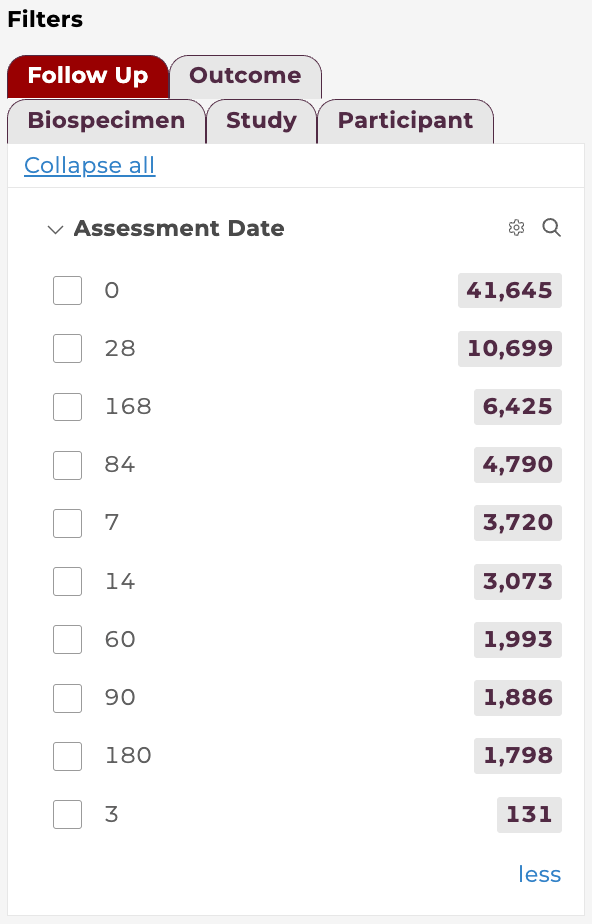 Filters
Follow Up
Outcome
Biospecimen
Study
Participant
Collapse all
Assessment Date
0 41,645
28 10,699
168 6,425
84 4,790
7 3,720
14 3,073
60 1,993
90 1,886
180 1,798
3 131
less